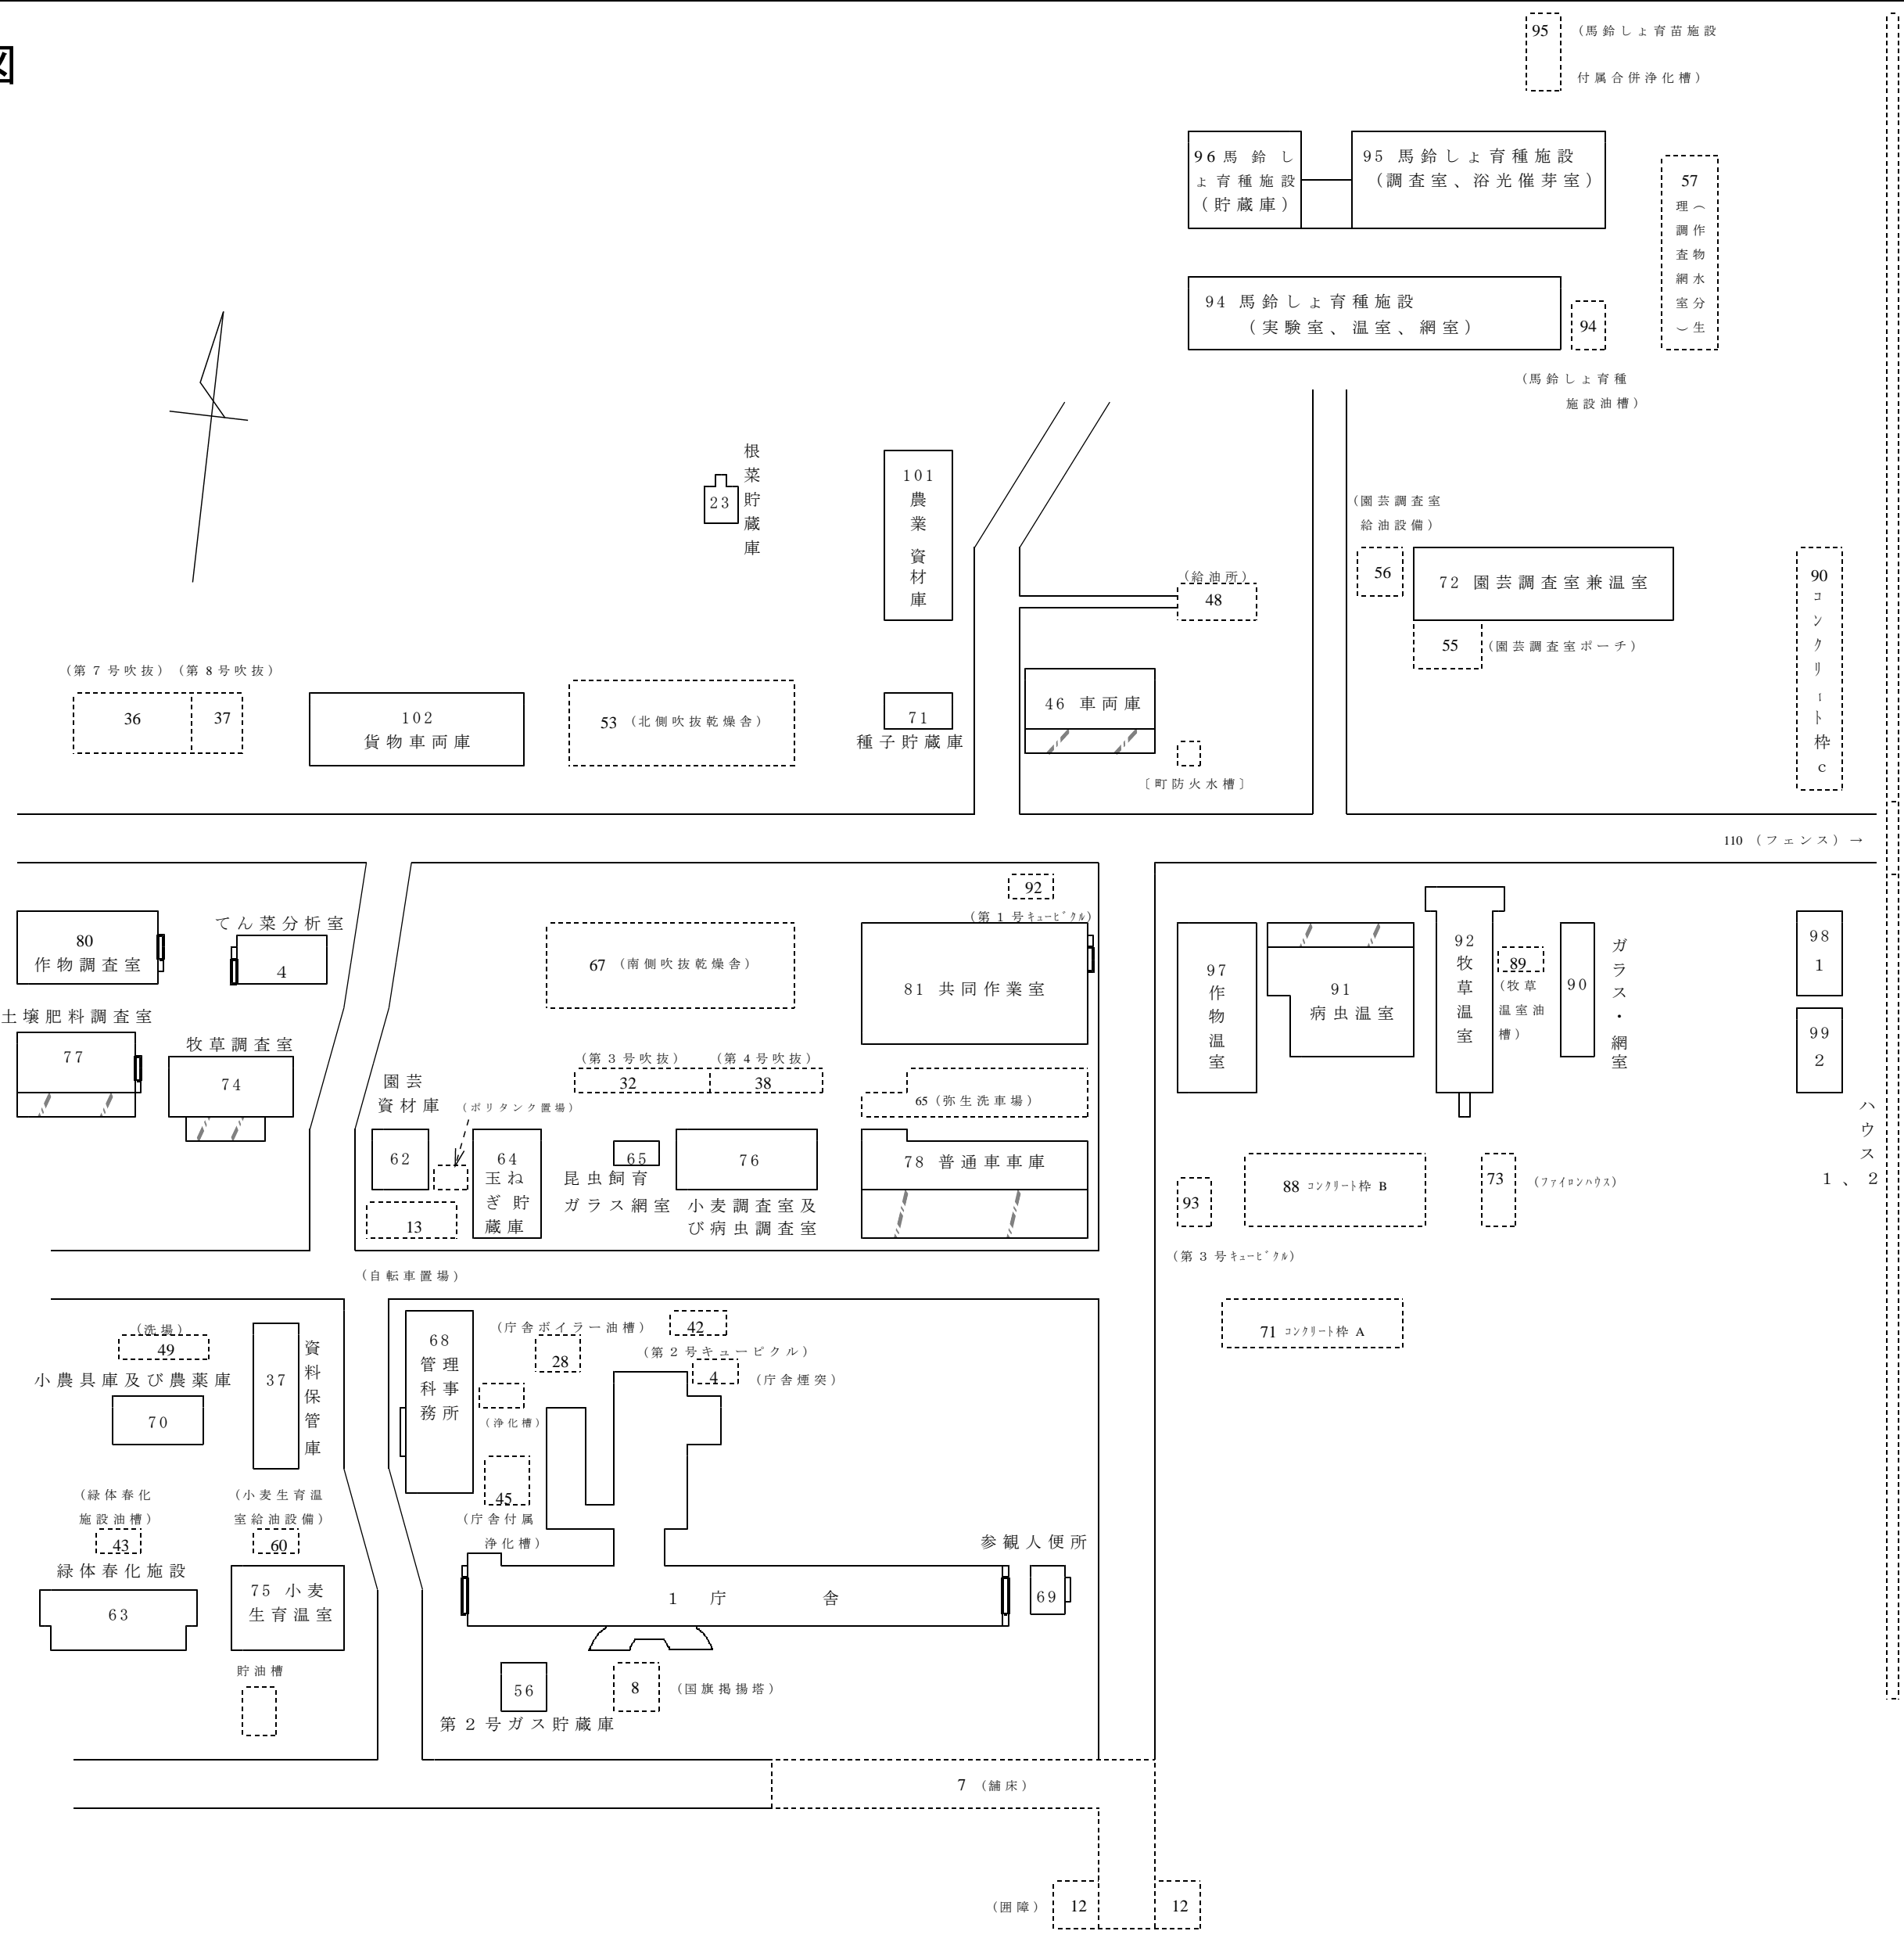 図
95 （馬鈴しょ育苗施設
付属合併浄化槽）
96馬鈴し
ょ育種施設
（貯蔵庫）
95 馬鈴しょ育種施設
（調査室、浴光催芽室）
57
（作物水分生
理調査網室）
94 馬鈴しょ育種施設
（実験室、温室、網室）
94
（馬鈴しょ育種
施設油槽）
23
根菜貯蔵庫
101
農業資材庫
（園芸調査室
給油設備）
56
72 園芸調査室兼温室
90
コンクリート枠c
（給油所）
48
55 （園芸調査室ポーチ）
（第7号吹抜）（第8号吹抜）
36
37
102
貨物車両庫
53 （北側吹抜乾燥舎）
71
種子貯蔵庫
46 車両庫
〔町防火水槽〕
110 （フェンス）→
92
（第1号ｷｭｰﾋﾞｸﾙ）
80
作物調査室
てん菜分析室
4
67 （南側吹抜乾燥舎）
81 共同作業室
97
作物温室
91
病虫温室
92
牧草温室
89
（牧草
温室油
槽）
90
ガラス・網室
98
1
99
2
ハウス
1、2
土壌肥料調査室
77
牧草調査室
74
（第3号吹抜）
（第4号吹抜）
32
38
65（弥生洗車場）
園芸
資材庫
（ポリタンク置場）
62
64
玉ね
ぎ貯
蔵庫
65
昆虫飼育
ガラス網室
76
小麦調査室及
び病虫調査室
78 普通車車庫
13
（自転車置場）
93
（第3号ｷｭｰﾋﾞｸﾙ）
88 ｺﾝｸﾘｰﾄ枠 B
73
（ﾌｧｲﾛﾝﾊｳｽ）
71 ｺﾝｸﾘｰﾄ枠 A
（洗場）
49
小農具庫及び農薬庫
70
37
資料保管庫
68
管理
科事
務所
（庁舎ボイラー油槽）
28
42
（第2号キュービクル）
4
（庁舎煙突）
（浄化槽）
45
（庁舎付属
浄化槽）
（緑体春化
施設油槽）
43
緑体春化施設
63
（小麦生育温
室給油設備）
60
75 小麦
生育温室
貯油槽
1 庁 舎
参観人便所
69
56
第2号ガス貯蔵庫
8
（国旗掲揚塔）
7 （舗床）
（囲障）
12
12